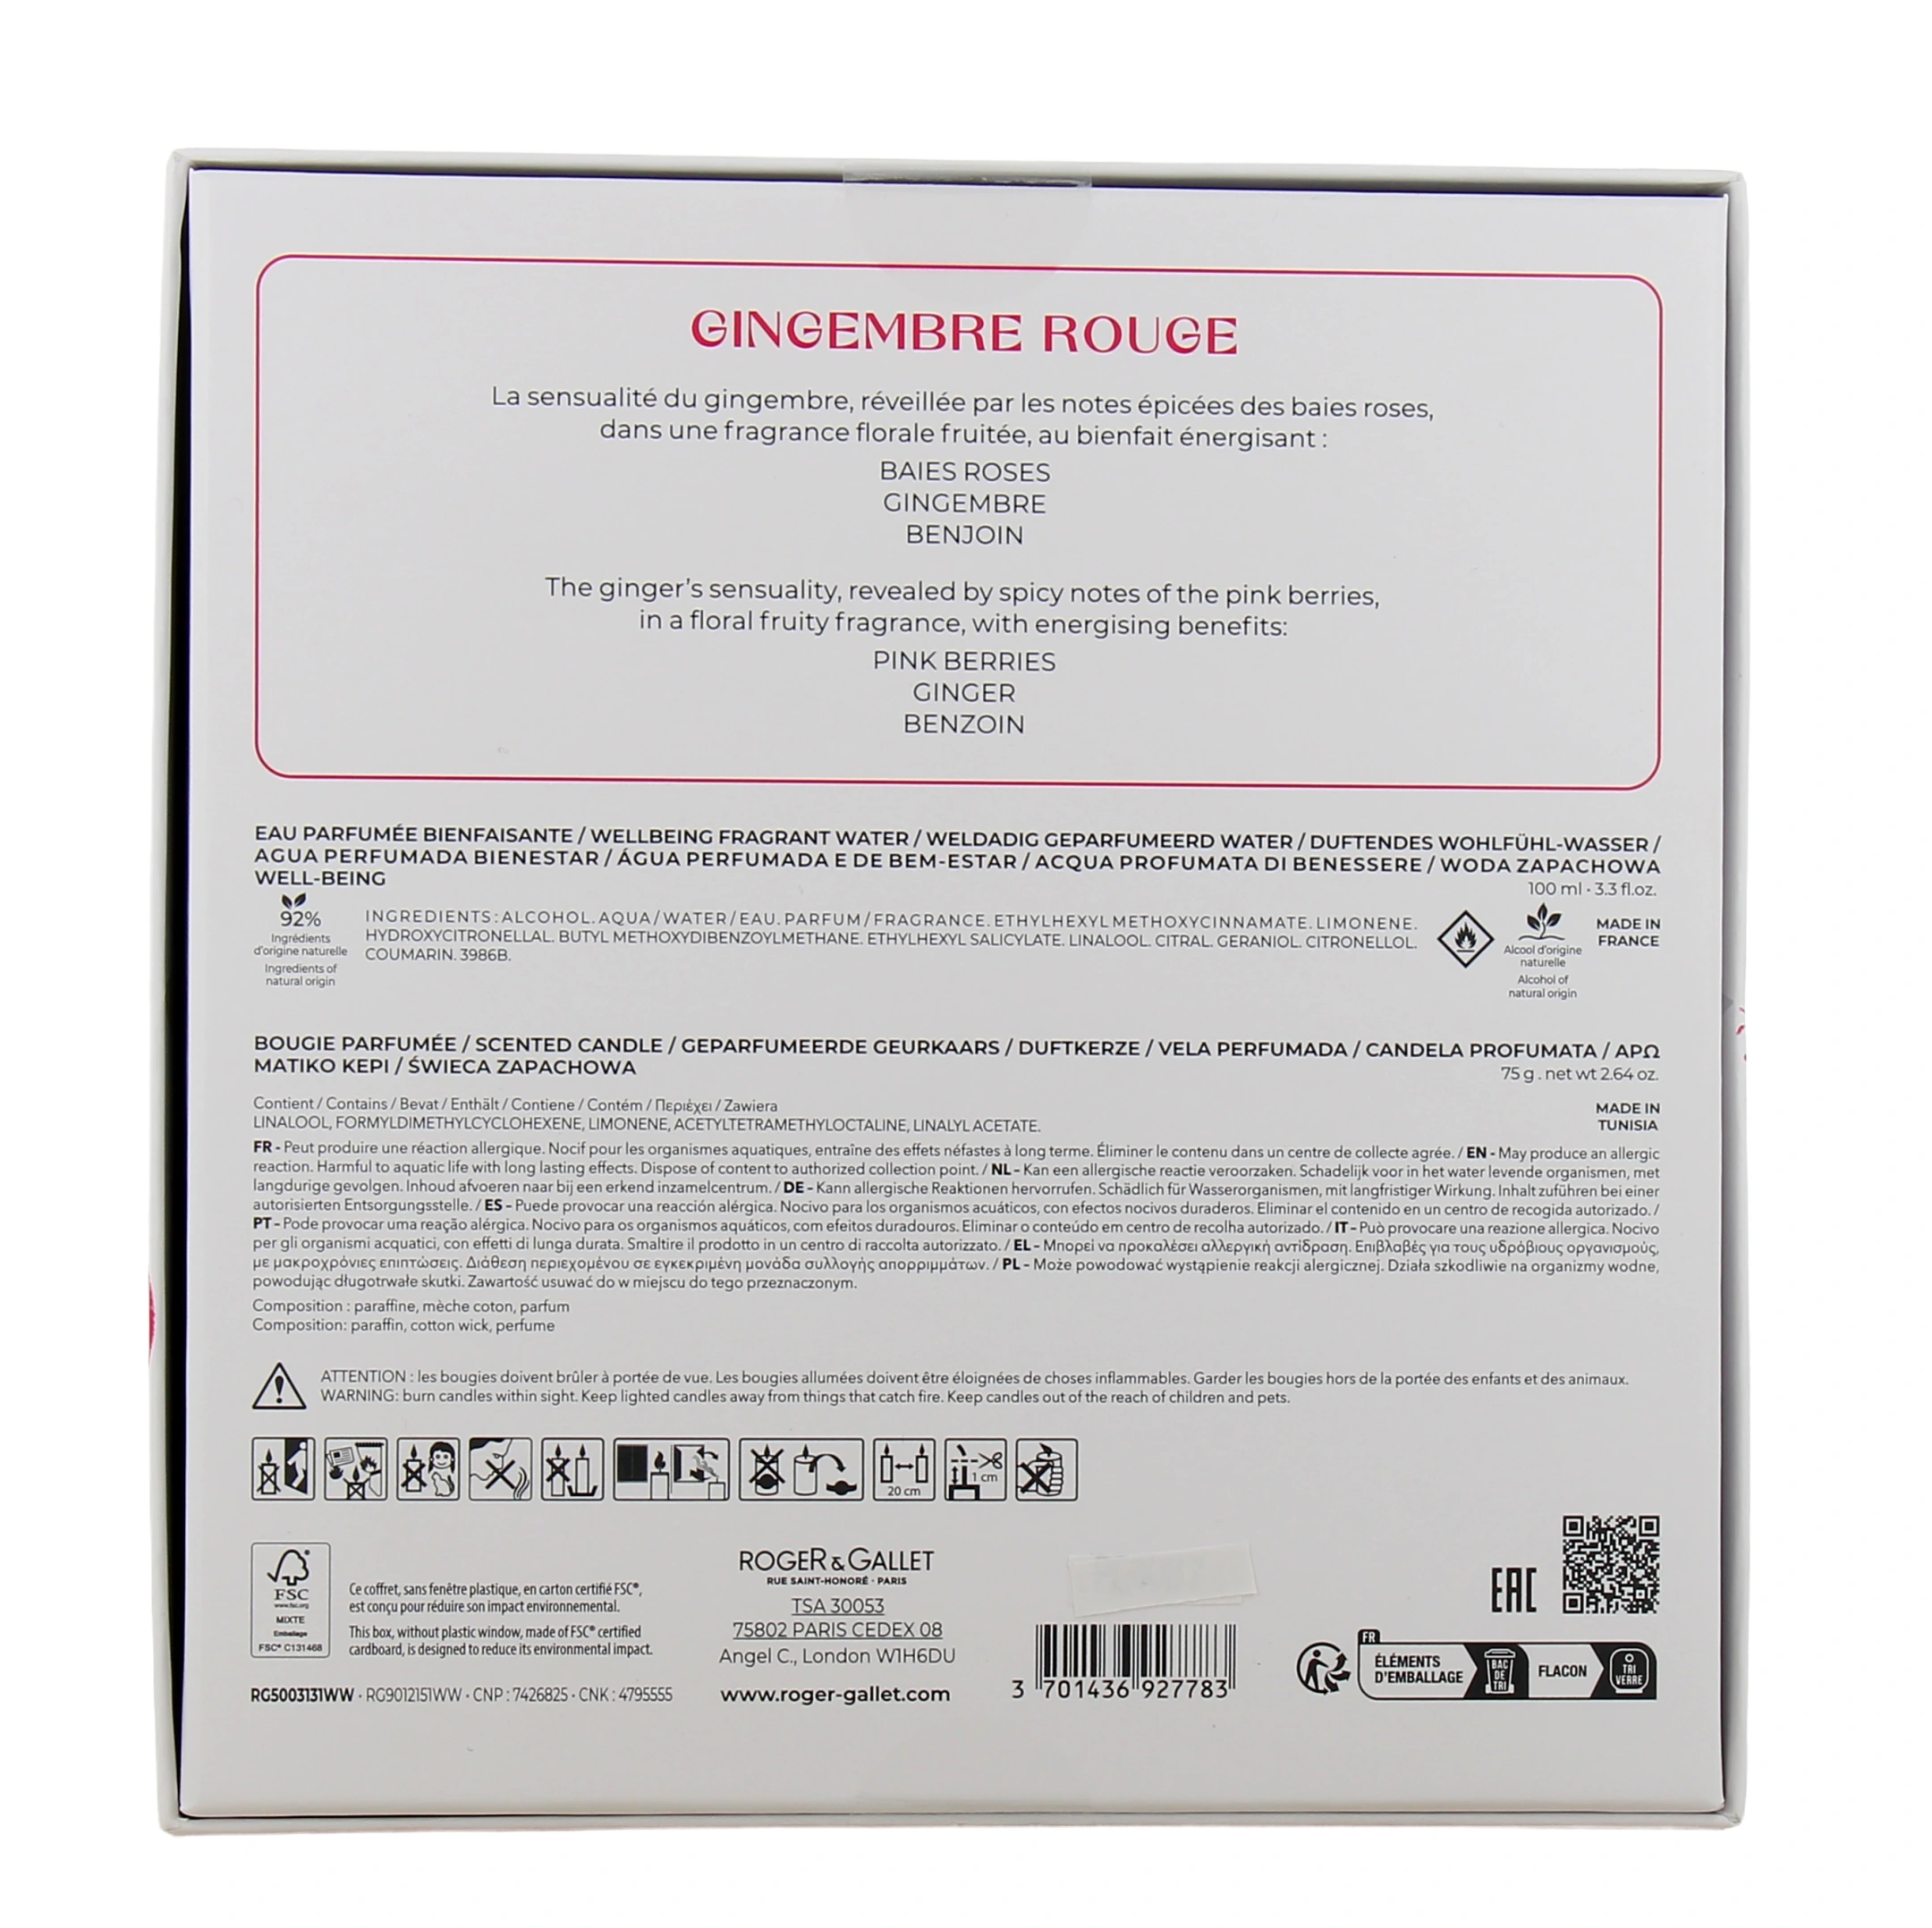 GINGEMBRE ROUGE
La sensualité du gingembre, réveillée par les notes épicées des baies roses,
dans une fragrance florale fruitée, au bienfait énergisant :
BAIES ROSES
GINGEMBRE
BENJOIN
The ginger's sensuality, revealed by spicy notes of the pink berries,
in a floral fruity fragrance, with energising benefits:
PINK BERRIES
GINGER
BENZOIN
EAU PARFUMÉE BIENFAISANTE / WELLBEING FRAGRANT WATER / WELDADIG GEPARFUMEERD WATER / DUFTENDES WOHLFÜHL-WASSER /
AGUA PERFUMADA BIENESTAR / ÁGUA PERFUMADA E DE BEM-ESTAR / ACQUA PROFUMATA DI BENESSERE / WODA ZAPACHOWA
WELL-BEING
100 ml · 3.3 fl.oz.
92%
Ingrédients
d'origine naturelle
Ingredients of
natural origin
INGREDIENTS : ALCOHOL. AQUA / WATER / EAU. PARFUM / FRAGRANCE. ETHYLHEXYL METHOXYCINNAMATE. LIMONENE.
HYDROXYCITRONELLAL. BUTYL METHOXYDIBENZOYLMETHANE. ETHYLHEXYL SALICYLATE. LINALOOL. CITRAL. GERANIOL. CITRONELLOL.
COUMARIN. 3986B.
Alcool d'origine
naturelle
Alcohol of
natural origin
MADE IN
FRANCE
BOUGIE PARFUMÉE / SCENTED CANDLE / GEPARFUMEERDE GEURKAARS / DUFTKERZE / VELA PERFUMADA / CANDELA PROFUMATA / ΑΡΩ
ΜΑΤΙΚΟ ΚΕΡΙ / ŚWIECA ZAPACHOWA
75 g . net wt 2.64 oz.
Contient / Contains / Bevat / Enthält / Contiene / Contém / Περιέχει / Zawiera
LINALOOL, FORMYLDIMETHYLCYCLOHEXENE, LIMONENE, ACETYLTETRAMETHYLOCTALINE, LINALYL ACETATE.
MADE IN
TUNISIA
FR - Peut produire une réaction allergique. Nocif pour les organismes aquatiques, entraîne des effets néfastes à long terme. Éliminer le contenu dans un centre de collecte agréé. / EN - May produce an allergic
reaction. Harmful to aquatic life with long lasting effects. Dispose of content to authorized collection point. / NL - Kan een allergische reactie veroorzaken. Schadelijk voor in het water levende organismen, met
langdurige gevolgen. Inhoud afvoeren naar bij een erkend inzamelcentrum. / DE - Kann allergische Reaktionen hervorrufen. Schädlich für Wasserorganismen, mit langfristiger Wirkung. Inhalt zuführen bei einer
autorisierten Entsorgungsstelle. / ES - Puede provocar una reacción alérgica. Nocivo para los organismos acuáticos, con efectos nocivos duraderos. Eliminar el contenido en un centro de recogida autorizado. /
PT - Pode provocar uma reação alérgica. Nocivo para os organismos aquáticos, com efeitos duradouros. Eliminar o conteúdo em centro de recolha autorizado. / IT - Può provocare una reazione allergica. Nocivo
per gli organismi acquatici, con effetti di lunga durata. Smaltire il prodotto in un centro di raccolta autorizzato. / EL - Μπορεί να προκαλέσει αλλεργική αντίδραση. Επιβλαβές για τους υδρόβιους οργανισμούς,
με μακροχρόνιες επιπτώσεις. Διάθεση περιεχομένου σε εγκεκριμένη μονάδα συλλογής απορριμμάτων. / PL - Może powodować wystąpienie reakcji alergicznej. Działa szkodliwie na organizmy wodne,
powodując długotrwałe skutki. Zawartość usuwać do w miejscu do tego przeznaczonym.
Composition : paraffine, mèche coton, parfum
Composition: paraffin, cotton wick, perfume
ATTENTION : les bougies doivent brûler à portée de vue. Les bougies allumées doivent être éloignées de choses inflammables. Garder les bougies hors de la portée des enfants et des animaux.
WARNING: burn candles within sight. Keep lighted candles away from things that catch fire. Keep candles out of the reach of children and pets.
20 cm
1 cm
FSC
www.fsc.org
MIXTE
Emballage
FSC® C131468
Ce coffret, sans fenêtre plastique, en carton certifié FSC®,
est conçu pour réduire son impact environnemental.
This box, without plastic window, made of FSC® certified
cardboard, is designed to reduce its environmental impact.
RG5003131WW · RG9012151WW · CNP : 7426825 · CNK : 4795555
ROGER & GALLET
RUE SAINT-HONORÉ · PARIS
TSA 30053
75802 PARIS CEDEX 08
Angel C., London W1H6DU
www.roger-gallet.com
3 701436 927783
EAC
FR
ÉLÉMENTS
D'EMBALLAGE
BAC
DE
TRI
FLACON
TRI
VERRE